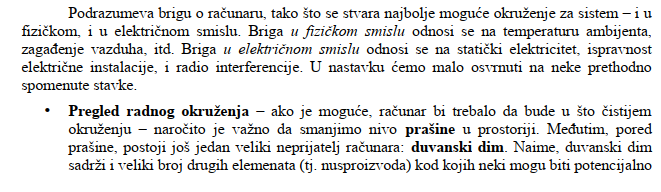 Podrazumeva brigu o računaru, tako što se stvara najbolje moguće okruženje za sistem – i u
fizičkom, i u električnom smislu. Briga u fizičkom smislu odnosi se na temperaturu ambijenta,
zagađenje vazduha, itd. Briga u električnom smislu odnosi se na statički elektricitet, ispravnost
električne instalacije, i radio interferencije. U nastavku ćemo malo osvrnuti na neke prethodno
spomenute stavke.
• Pregled radnog okruženja – ako je moguće, računar bi trebalo da bude u što čistijem
okruženju – naročito je važno da smanjimo nivo prašine u prostoriji. Međutim, pored
prašine, postoji još jedan veliki neprijatelj računara: duvanski dim. Naime, duvanski dim
sadrži i veliki broj drugih elemenata (tj. nusproizvoda) kod kojih neki mogu biti potencijalno